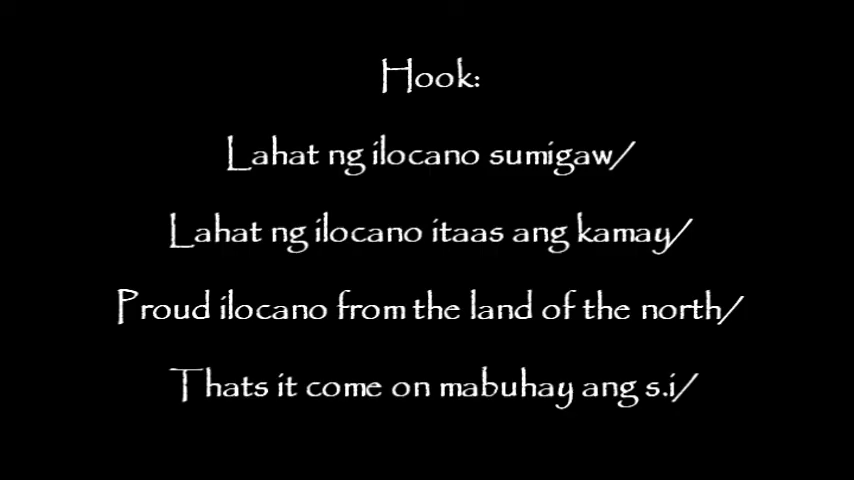 Hook:
Lahat ng ilocano sumigaw/
Lahat ng ilocano itaas ang kamay/
Proud ilocano from the land of the north/
Thats it come on mabuhay ang s.i/